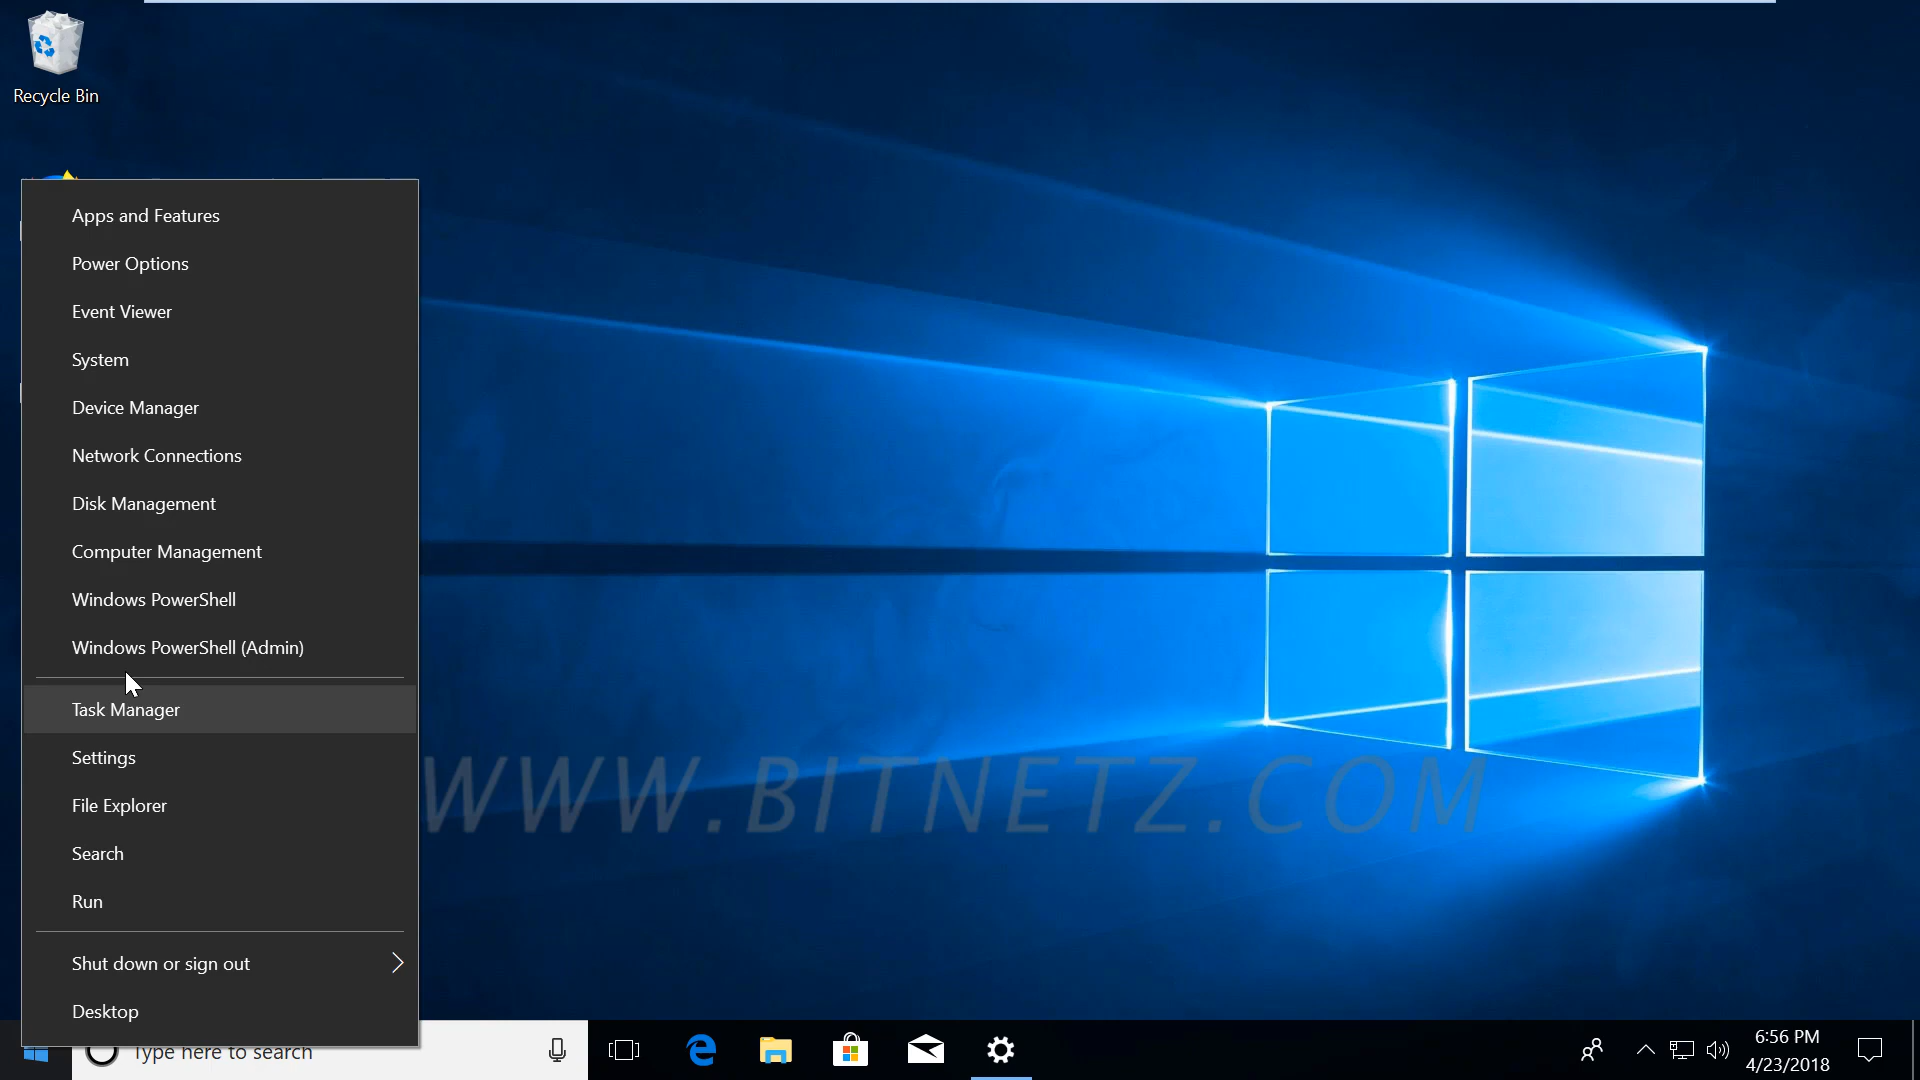 Recycle Bin
Apps and Features
Power Options
Event Viewer
System
Device Manager
Network Connections
Disk Management
Computer Management
Windows PowerShell
Windows PowerShell (Admin)
Task Manager
Settings
File Explorer
Search
Run
Shut down or sign out
Desktop
WWW.BITNETZ.COM
Type here to search
6:56 PM
4/23/2018